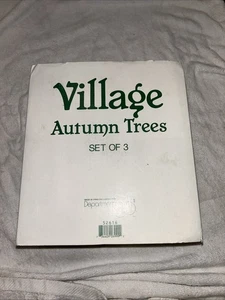 Village
Autumn Trees
SET OF 3